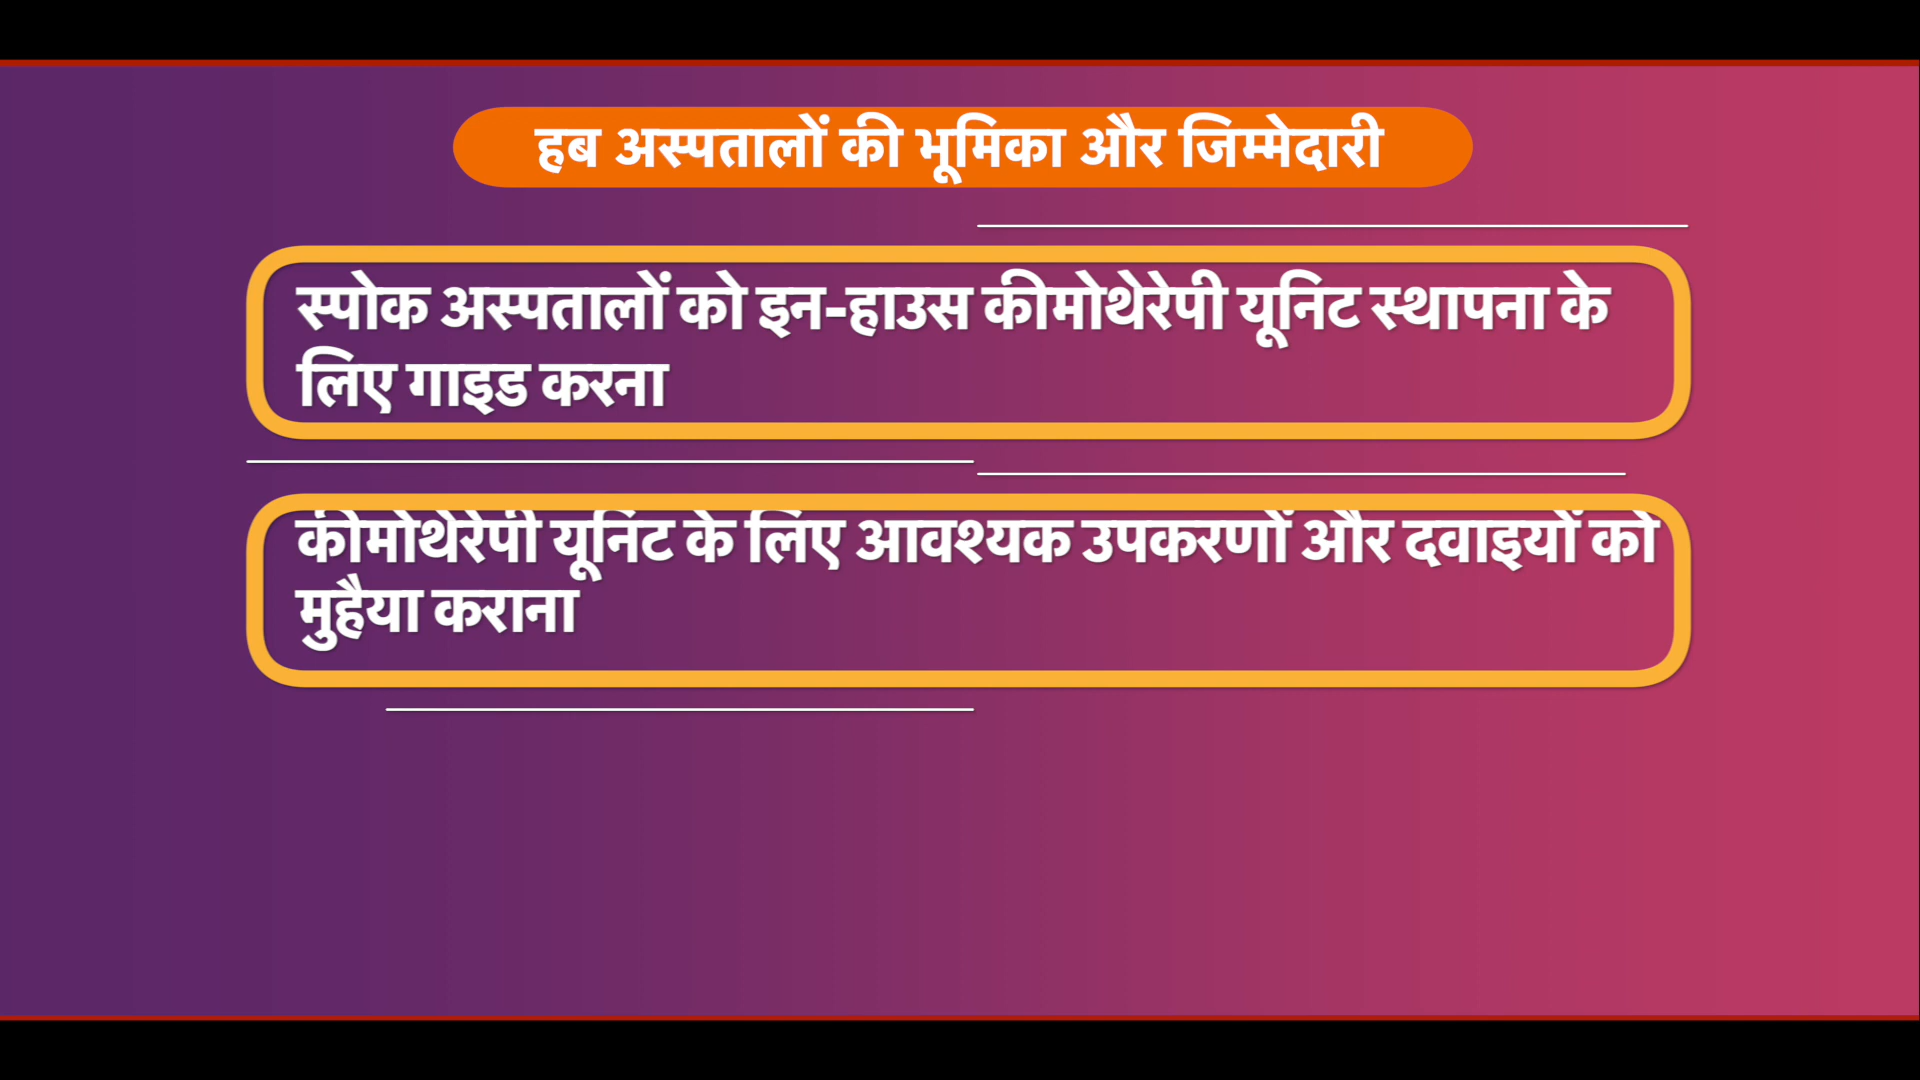 हब अस्पतालों की भूमिका और जिम्मेदारी
स्पोक अस्पतालों को इन-हाउस कीमोथेरेपी यूनिट स्थापना के
लिए गाइड करना
कीमोथेरेपी यूनिट के लिए आवश्यक उपकरणों और दवाइयों को
मुहैया कराना